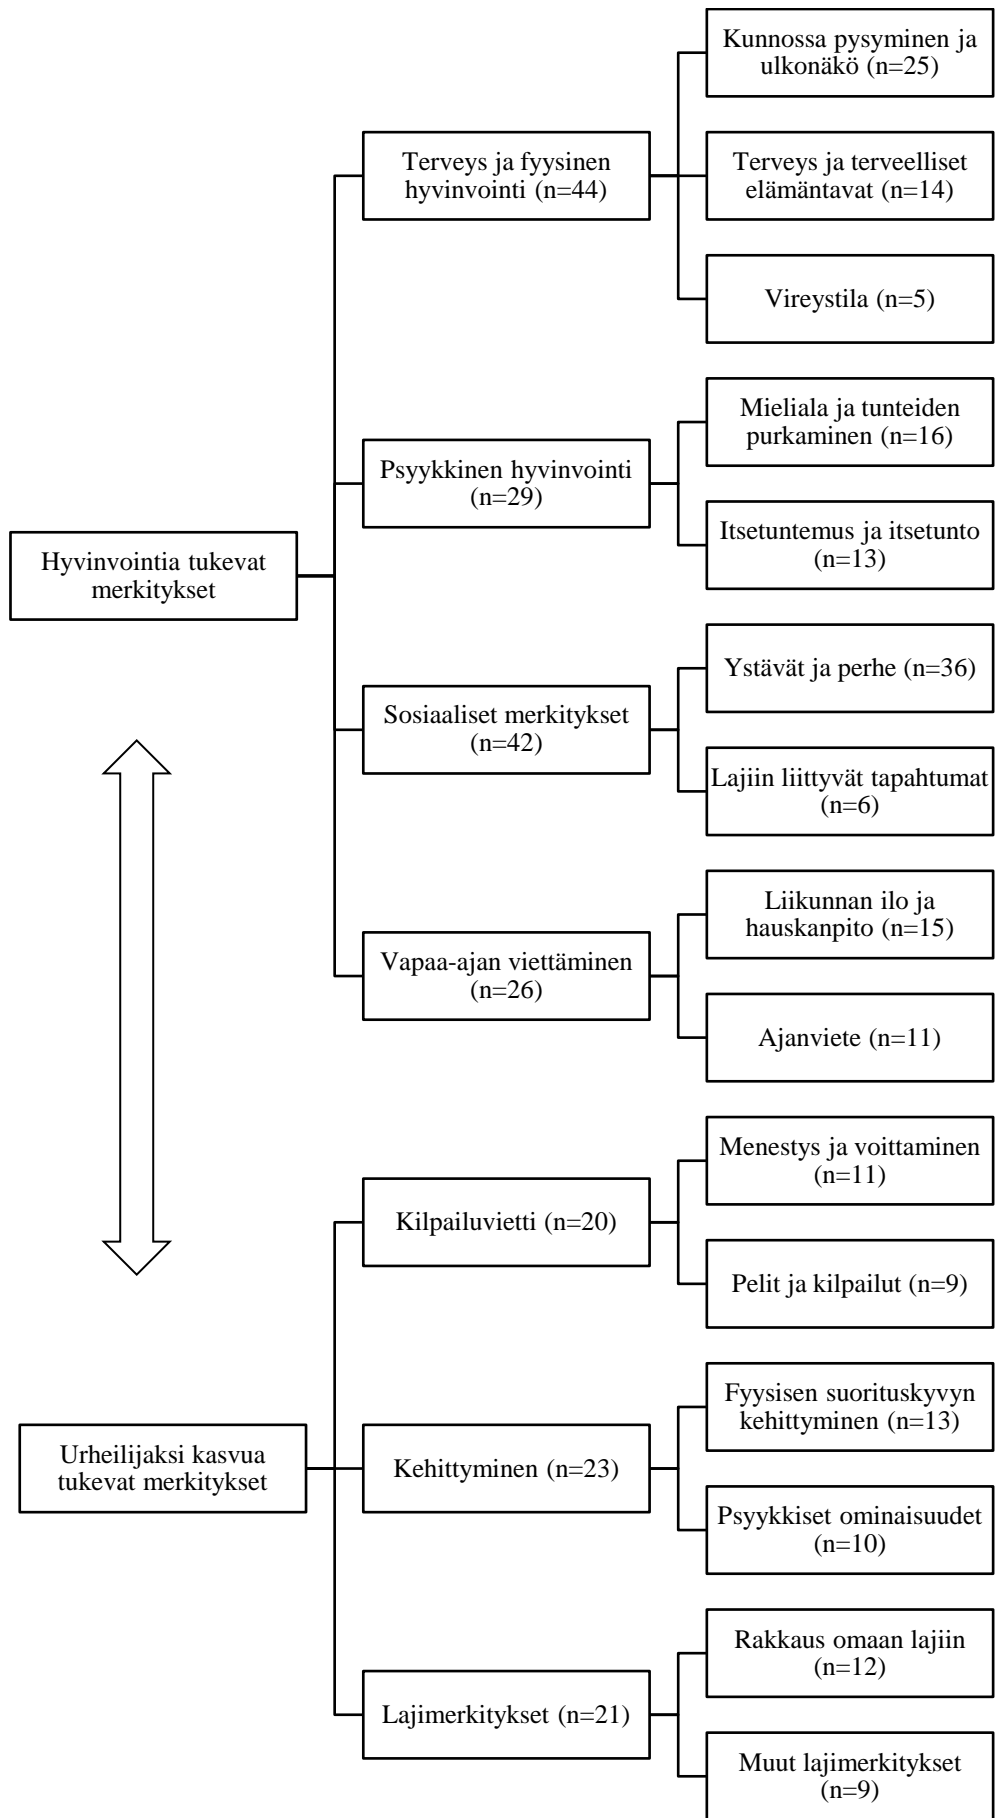 Kunnossa pysyminen ja
ulkonäkö (n=25)
Terveys ja fyysinen
hyvinvointi (n=44)
Terveys ja terveelliset
elämäntavat (n=14)
Vireystila (n=5)
Mieliala ja tunteiden
purkaminen (n=16)
Psyykkinen hyvinvointi
(n=29)
Itsetuntemus ja itsetunto
(n=13)
Hyvinvointia tukevat
merkitykset
Ystävät ja perhe (n=36)
Sosiaaliset merkitykset
(n=42)
Lajiin liittyvät tapahtumat
(n=6)
Liikunnan ilo ja
hauskanpito (n=15)
Vapaa-ajan viettäminen
(n=26)
Ajanviete (n=11)
Menestys ja voittaminen
(n=11)
Kilpailuvietti (n=20)
Pelit ja kilpailut (n=9)
Fyysisen suorituskyvyn
kehittyminen (n=13)
Urheilijaksi kasvua
tukevat merkitykset
Kehittyminen (n=23)
Psyykkiset ominaisuudet
(n=10)
Rakkaus omaan lajiin
(n=12)
Lajimerkitykset (n=21)
Muut lajimerkitykset
(n=9)